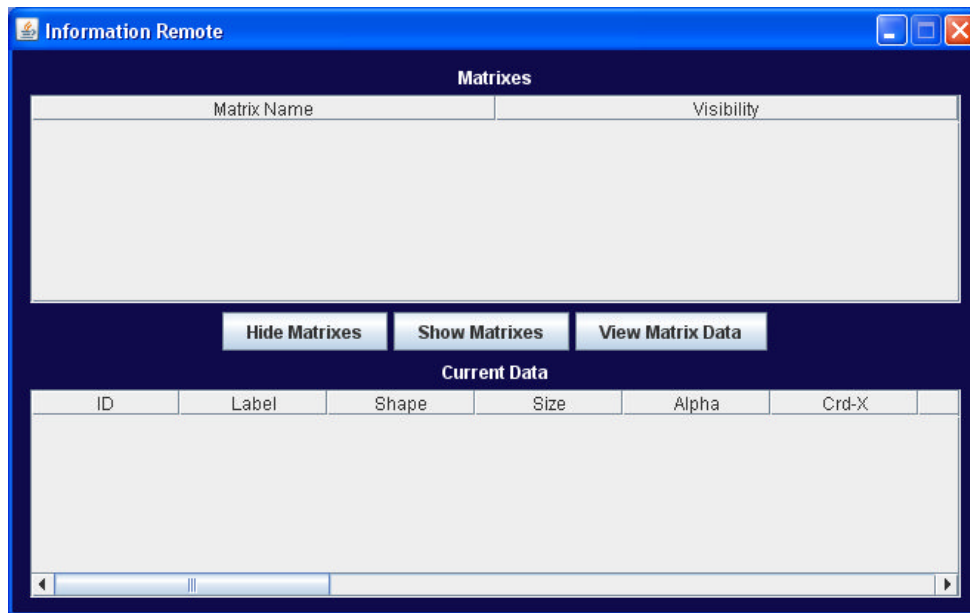 Information Remote
Matrixes
Matrix Name Visibility
Hide Matrixes Show Matrixes View Matrix Data
Current Data
ID Label Shape Size Alpha Crd-X